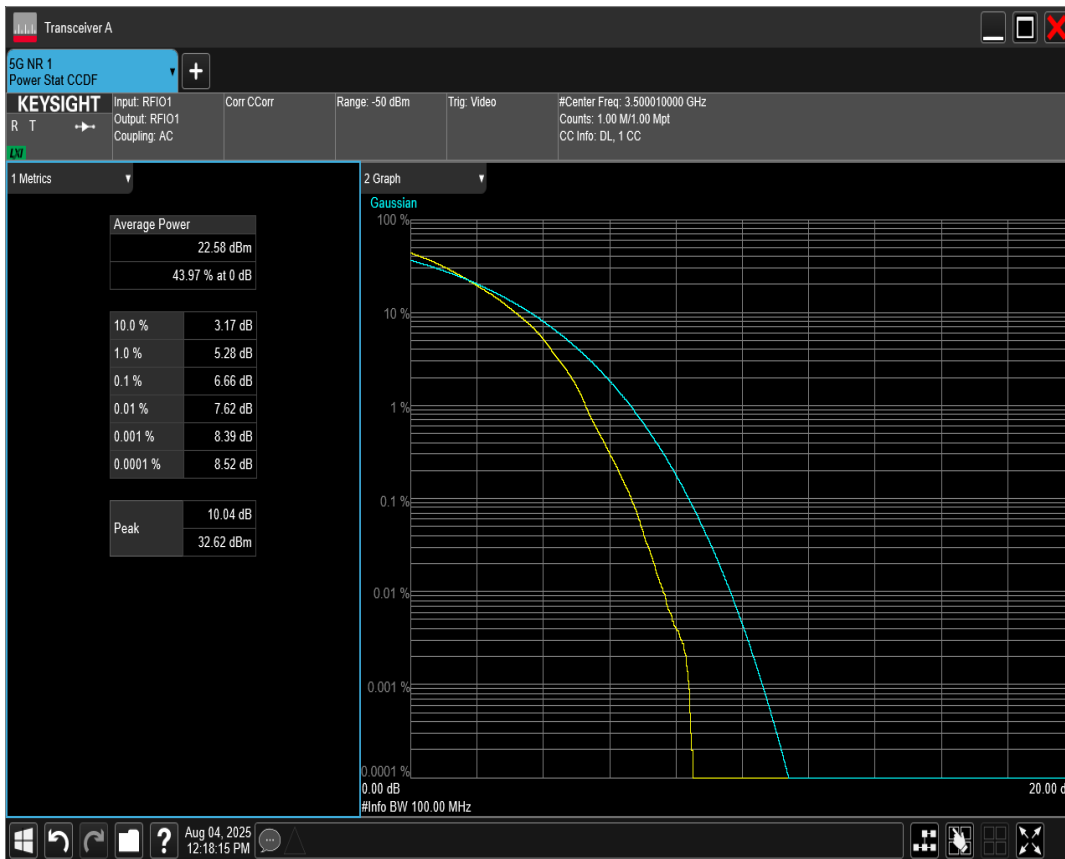 Transceiver A
5G NR 1
Power Stat CCDF
+
KEYSIGHT
R T
LXI
Input: RFIO1
Output: RFIO1
Coupling: AC
Corr CCorr
Range: -50 dBm
Trig: Video
#Center Freq: 3.500010000 GHz
Counts: 1.00 M/1.00 Mpt
CC Info: DL, 1 CC
1 Metrics
Average Power
22.58 dBm
43.97 % at 0 dB
10.0 % 3.17 dB
1.0 % 5.28 dB
0.1 % 6.66 dB
0.01 % 7.62 dB
0.001 % 8.39 dB
0.0001 % 8.52 dB
Peak
10.04 dB
32.62 dBm
2 Graph
Gaussian
100 %
10 %
1 %
0.1 %
0.01 %
0.001 %
0.0001 %
0.00 dB
20.00 d
#Info BW 100.00 MHz
?
Aug 04, 2025
12:18:15 PM